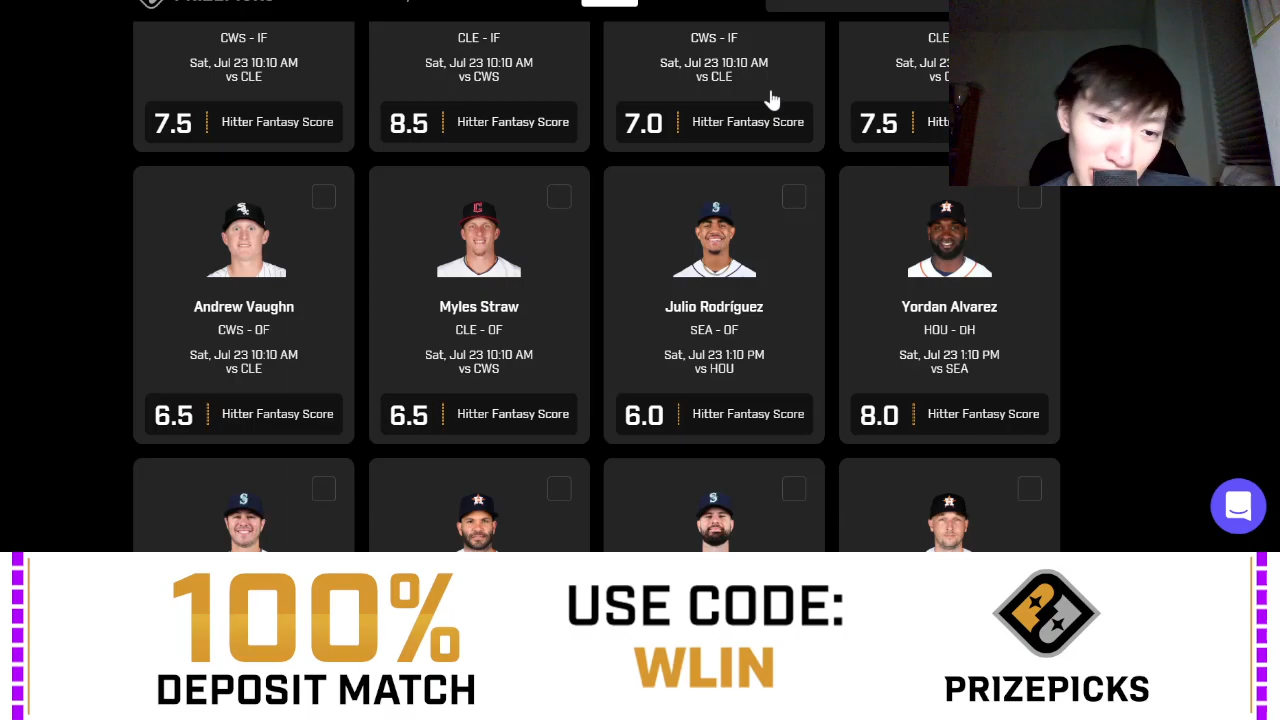 CWS - IF
Sat, Jul 23 10:10 AM
vs CLE
7.5 Hitter Fantasy Score
CLE - IF
Sat, Jul 23 10:10 AM
vs CWS
8.5 Hitter Fantasy Score
CWS - IF
Sat, Jul 23 10:10 AM
vs CLE
7.0 Hitter Fantasy Score
CLE
Sat, Jul 23
vs
7.5
Andrew Vaughn
CWS - OF
Sat, Jul 23 10:10 AM
vs CLE
6.5 Hitter Fantasy Score
Myles Straw
CLE - OF
Sat, Jul 23 10:10 AM
vs CWS
6.5 Hitter Fantasy Score
Julio Rodríguez
SEA - OF
Sat, Jul 23 1:10 PM
vs HOU
6.0 Hitter Fantasy Score
Yordan Alvarez
HOU - DH
Sat, Jul 23 1:10 PM
vs SEA
8.0 Hitter Fantasy Score
100%
DEPOSIT MATCH
USE CODE:
WLIN
PRIZEPICKS